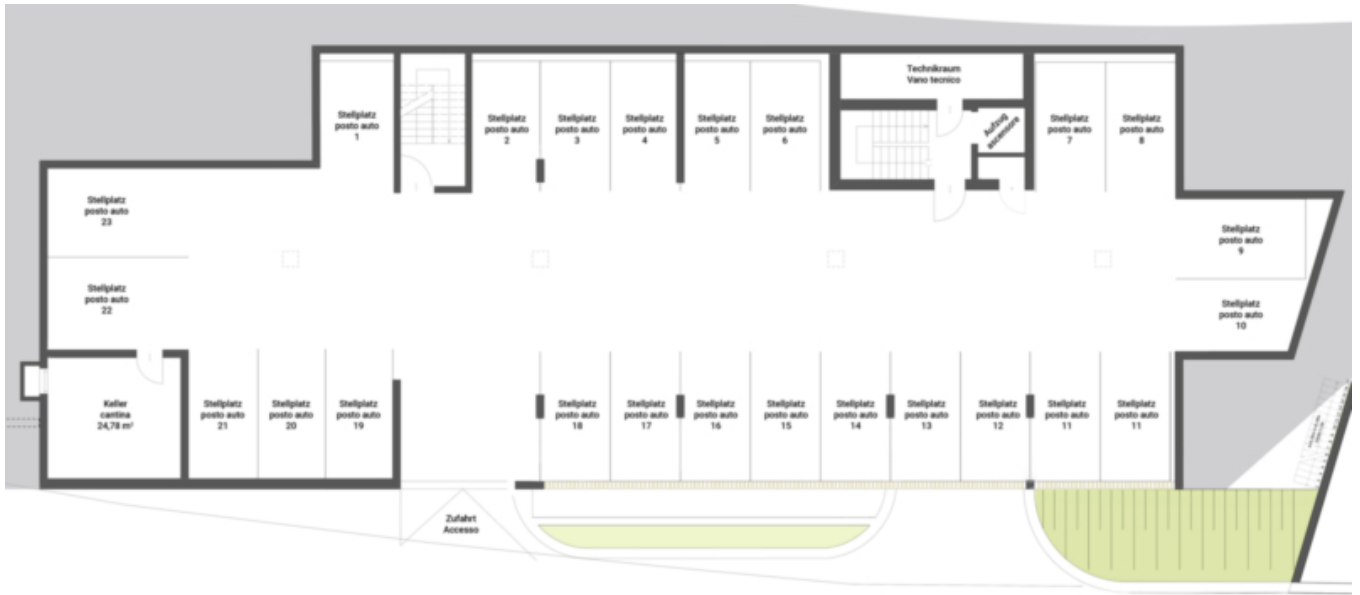 Stellplatz
posto auto
1
Stellplatz
posto auto
2
Stellplatz
posto auto
3
Stellplatz
posto auto
4
Stellplatz
posto auto
5
Stellplatz
posto auto
6
Technikraum
Vano tecnico
Aufzug
ascensore
Stellplatz
posto auto
7
Stellplatz
posto auto
8
Stellplatz
posto auto
23
Stellplatz
posto auto
9
Stellplatz
posto auto
22
Stellplatz
posto auto
10
Keller
cantina
24,78 m²
Stellplatz
posto auto
21
Stellplatz
posto auto
20
Stellplatz
posto auto
19
Stellplatz
posto auto
18
Stellplatz
posto auto
17
Stellplatz
posto auto
16
Stellplatz
posto auto
15
Stellplatz
posto auto
14
Stellplatz
posto auto
13
Stellplatz
posto auto
12
Stellplatz
posto auto
11
Stellplatz
posto auto
11
Zufahrt
Accesso